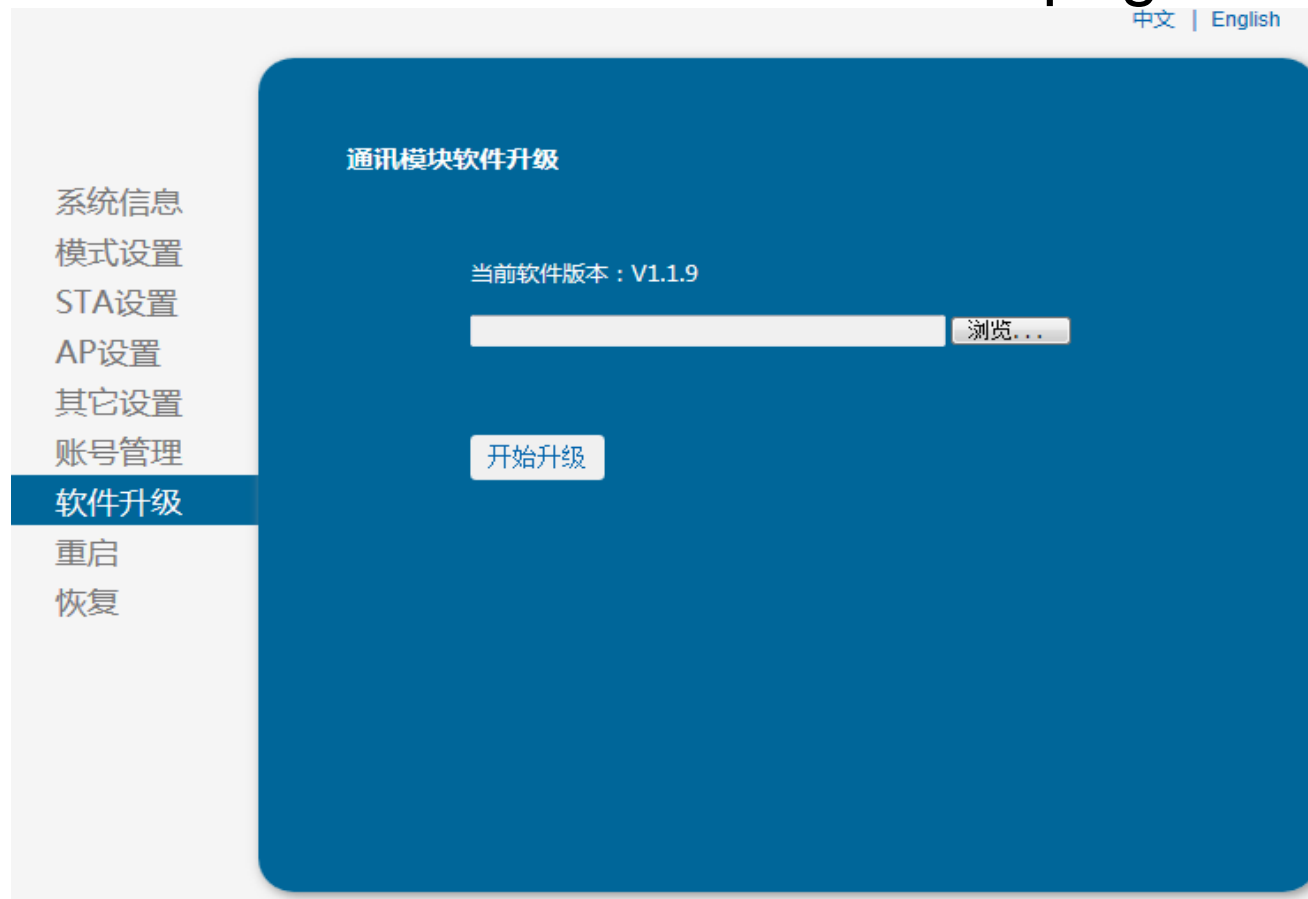 中文 | English
通讯模块软件升级
系统信息
模式设置
STA设置
AP设置
其它设置
账号管理
软件升级
重启
恢复
当前软件版本：V1.1.9
浏览...
开始升级